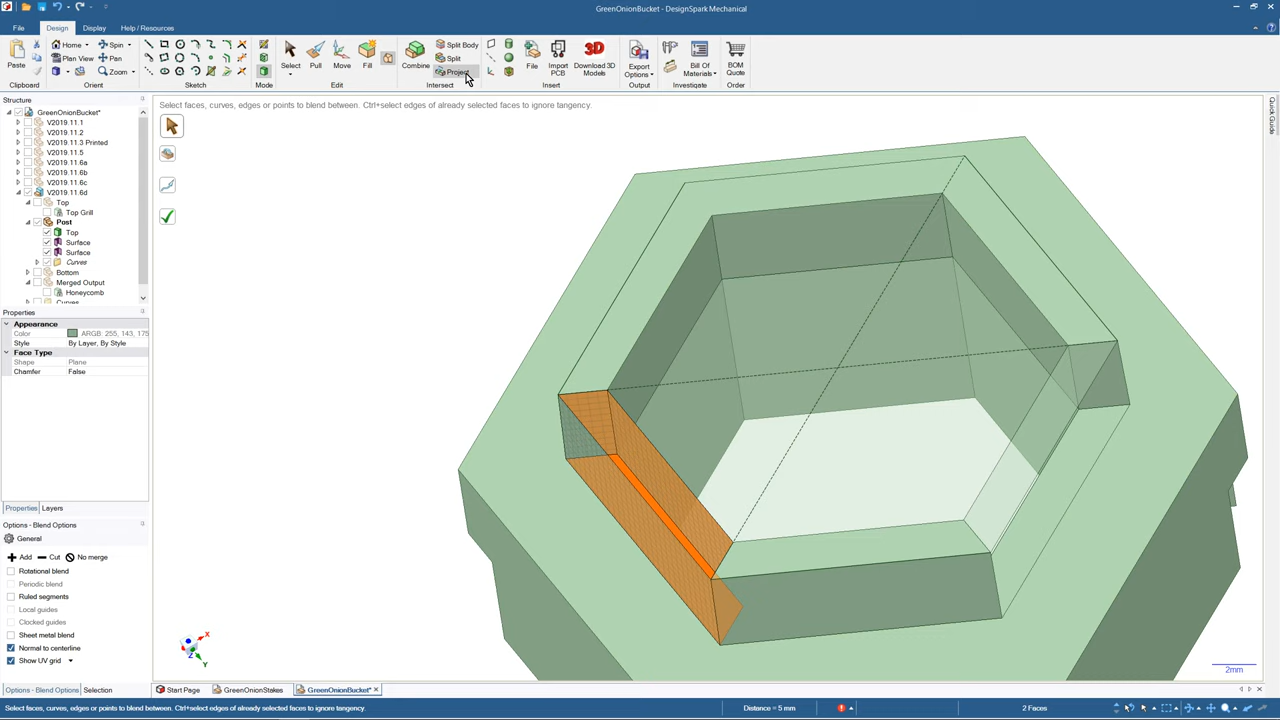 GreenOnionBucket - DesignSpark Mechanical
File Design Display Help / Resources
Paste
Clipboard
Home Spin
Plan View Pan
Zoom
Orient
Sketch
Mode
Select Pull Move Fill
Edit
Combine
Split Body
Split
Project
Intersect
File
Import PCB
3D
Download 3D Models
Insert
Export Options
Output
Bill Of Materials
Investigate
BOM Quote
Order
Structure
GreenOnionBucket*
V2019.11.1
V2019.11.2
V2019.11.3 Printed
V2019.11.5
V2019.11.6a
V2019.11.6b
V2019.11.6c
V2019.11.6d
Top
Top Grill
Post
Top
Surface
Surface
Curves
Bottom
Merged Output
Honeycomb
Curves
Properties
Appearance
Color ARGB: 255, 143, 175
Style By Layer, By Style
Face Type
Shape Plane
Chamfer False
Properties Layers
Options - Blend Options
General
Add Cut No merge
Rotational blend
Periodic blend
Ruled segments
Local guides
Clocked guides
Sheet metal blend
Normal to centerline
Show UV grid
Options - Blend Options Selection
Select faces, curves, edges or points to blend between. Ctrl+select edges of already selected faces to ignore tangency.
Quick Guide
X
Y
Z
2mm
Start Page GreenOnionStakes GreenOnionBucket*
Select faces, curves, edges or points to blend between. Ctrl+select edges of already selected faces to ignore tangency. Distance = 5 mm 2 Faces